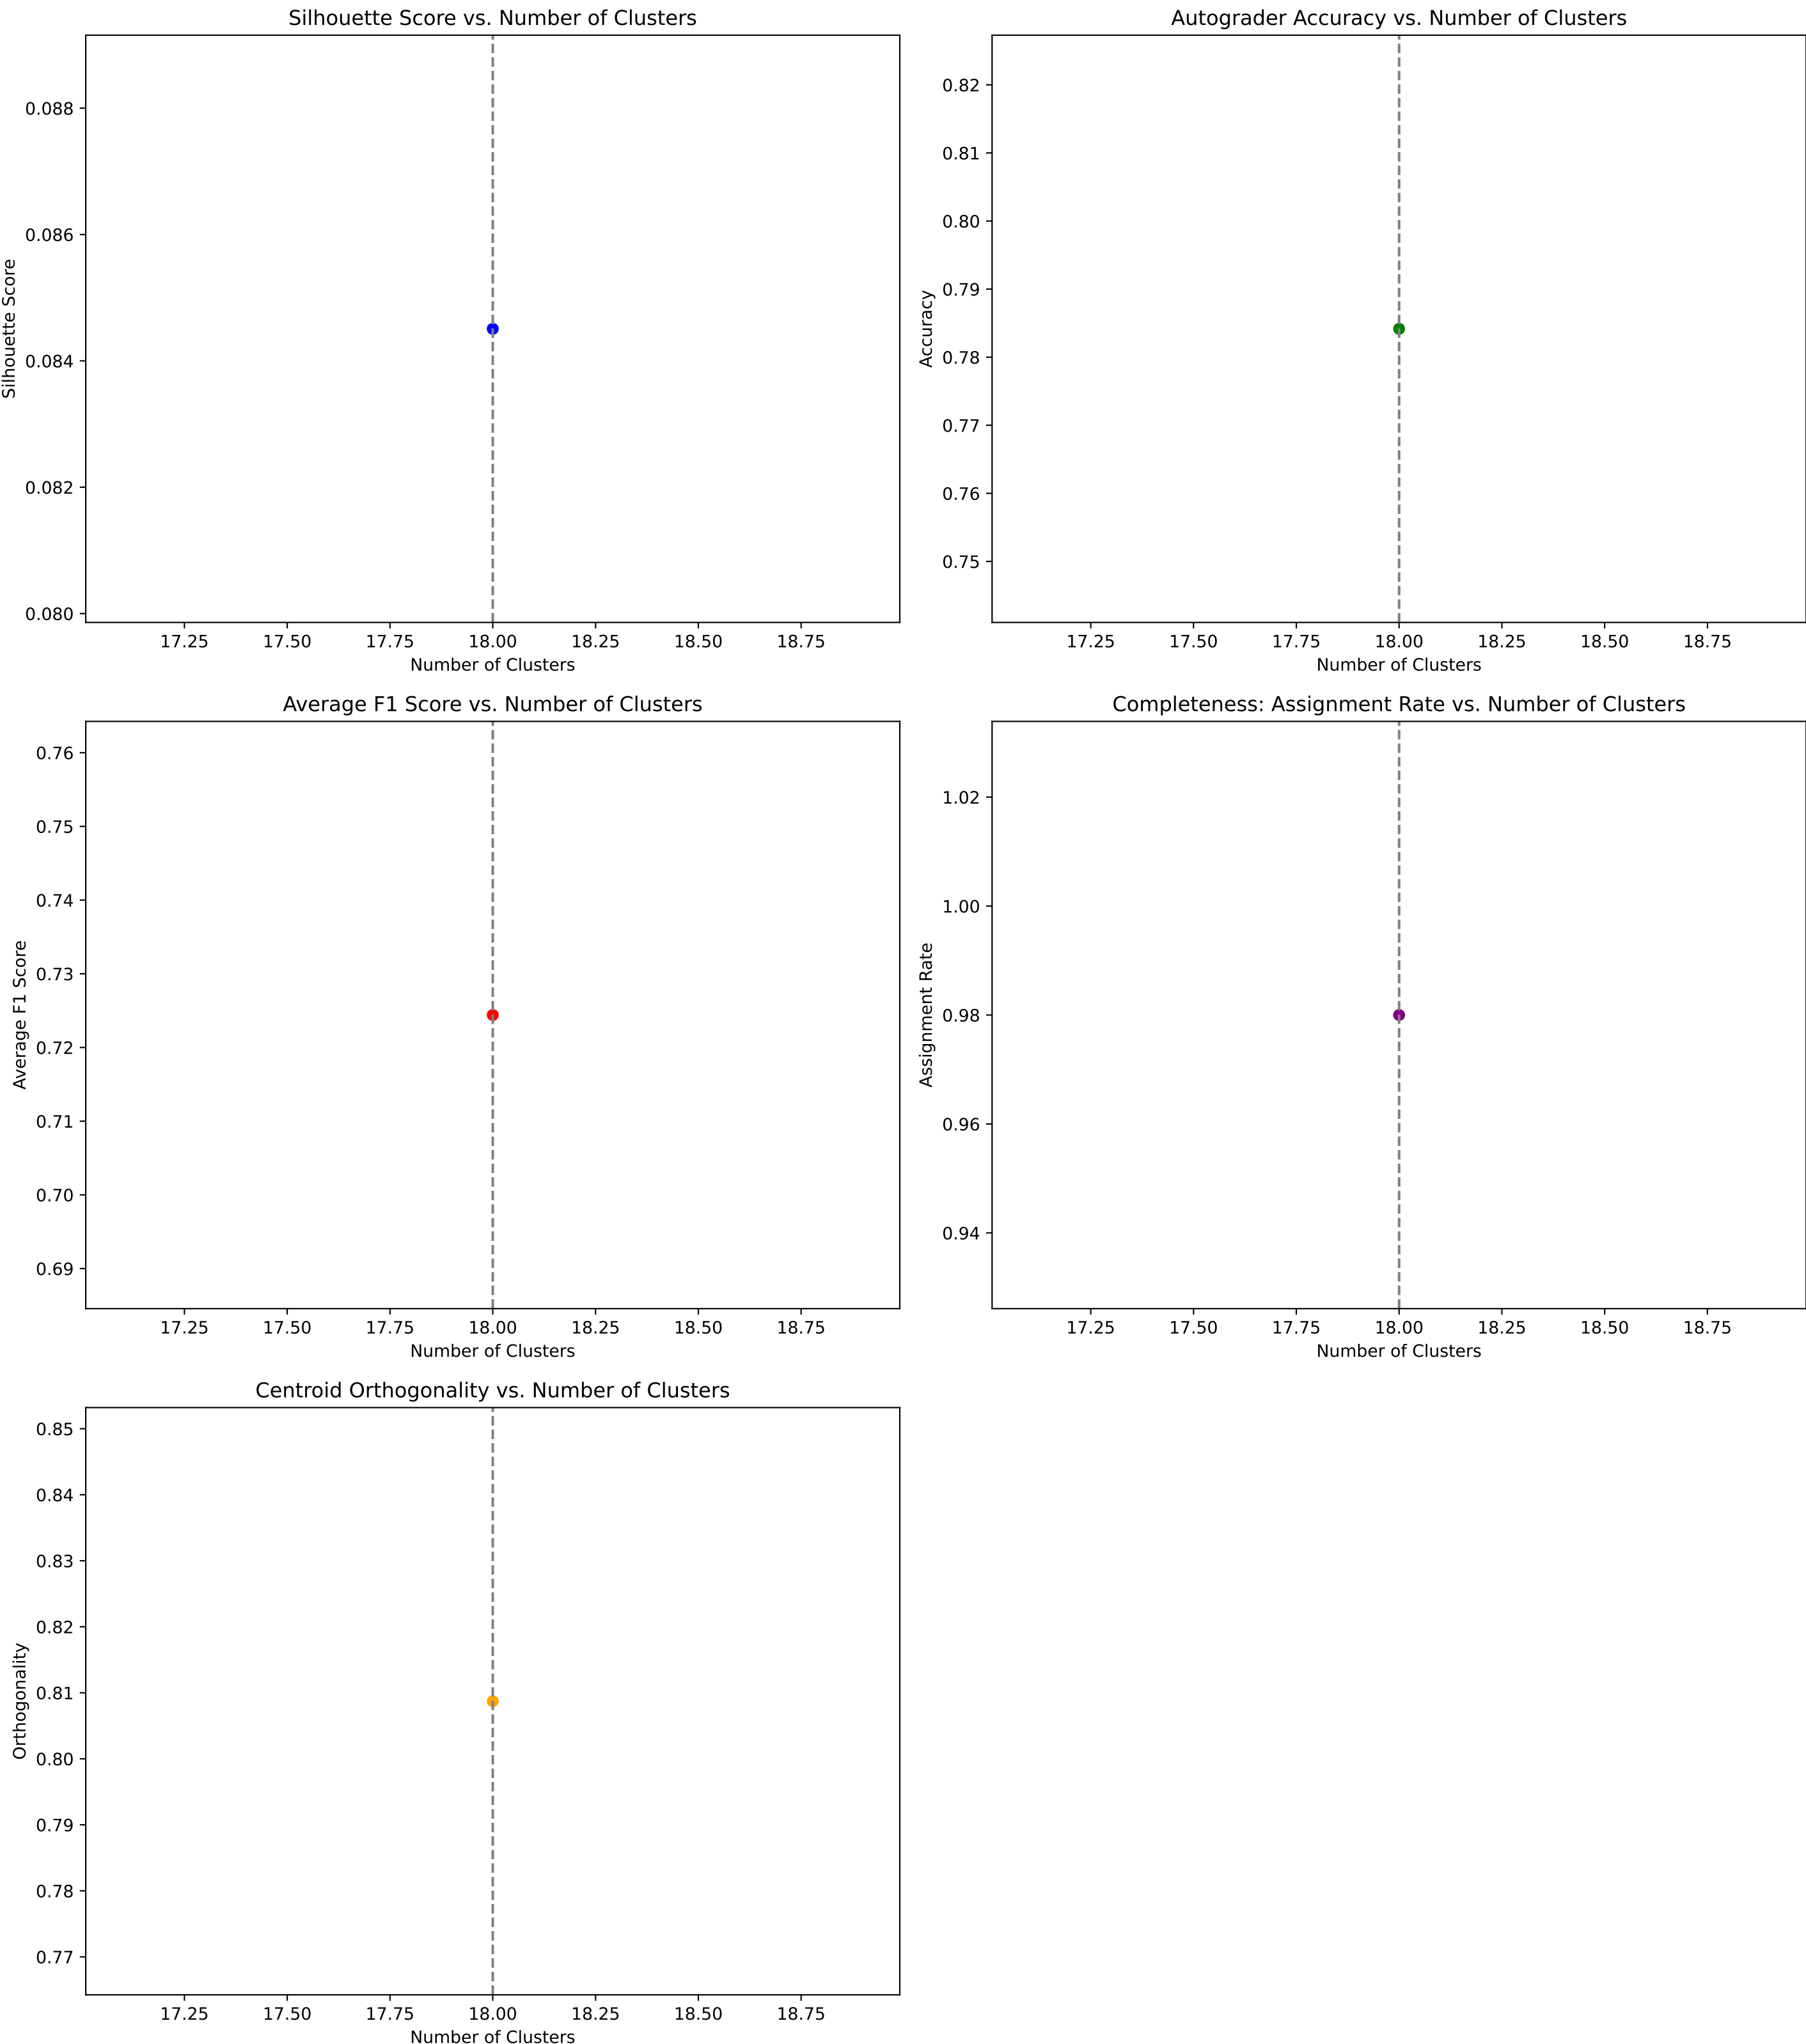 Silhouette Score vs. Number of Clusters
Silhouette Score
0.088
0.086
0.084
0.082
0.080
17.25 17.50 17.75 18.00 18.25 18.50 18.75
Number of Clusters
Autograder Accuracy vs. Number of Clusters
Accuracy
0.82
0.81
0.80
0.79
0.78
0.77
0.76
0.75
17.25 17.50 17.75 18.00 18.25 18.50 18.75
Number of Clusters
Average F1 Score vs. Number of Clusters
Average F1 Score
0.76
0.75
0.74
0.73
0.72
0.71
0.70
0.69
17.25 17.50 17.75 18.00 18.25 18.50 18.75
Number of Clusters
Completeness: Assignment Rate vs. Number of Clusters
Assignment Rate
1.02
1.00
0.98
0.96
0.94
17.25 17.50 17.75 18.00 18.25 18.50 18.75
Number of Clusters
Centroid Orthogonality vs. Number of Clusters
Orthogonality
0.85
0.84
0.83
0.82
0.81
0.80
0.79
0.78
0.77
17.25 17.50 17.75 18.00 18.25 18.50 18.75
Number of Clusters